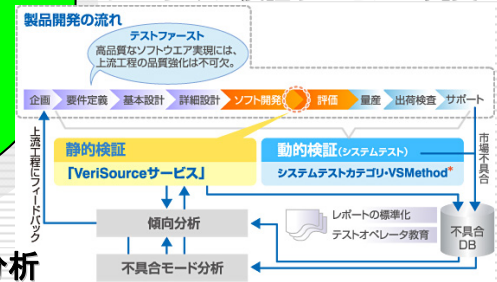 製品開発の流れ
テストファースト
高品質なソフトウエア実現には、
上流工程の品質強化は不可欠。
企画
要件定義
基本設計
詳細設計
ソフト開発
評価
量産
出荷検査
サポート
上流工程にフィードバック
静的検証
「VeriSourceサービス」
動的検証(システムテスト)
システムテストカテゴリ・VSMethod*
市場不具合
傾向分析
不具合モード分析
レポートの標準化
テストオペレータ教育
不具合
DB
分析